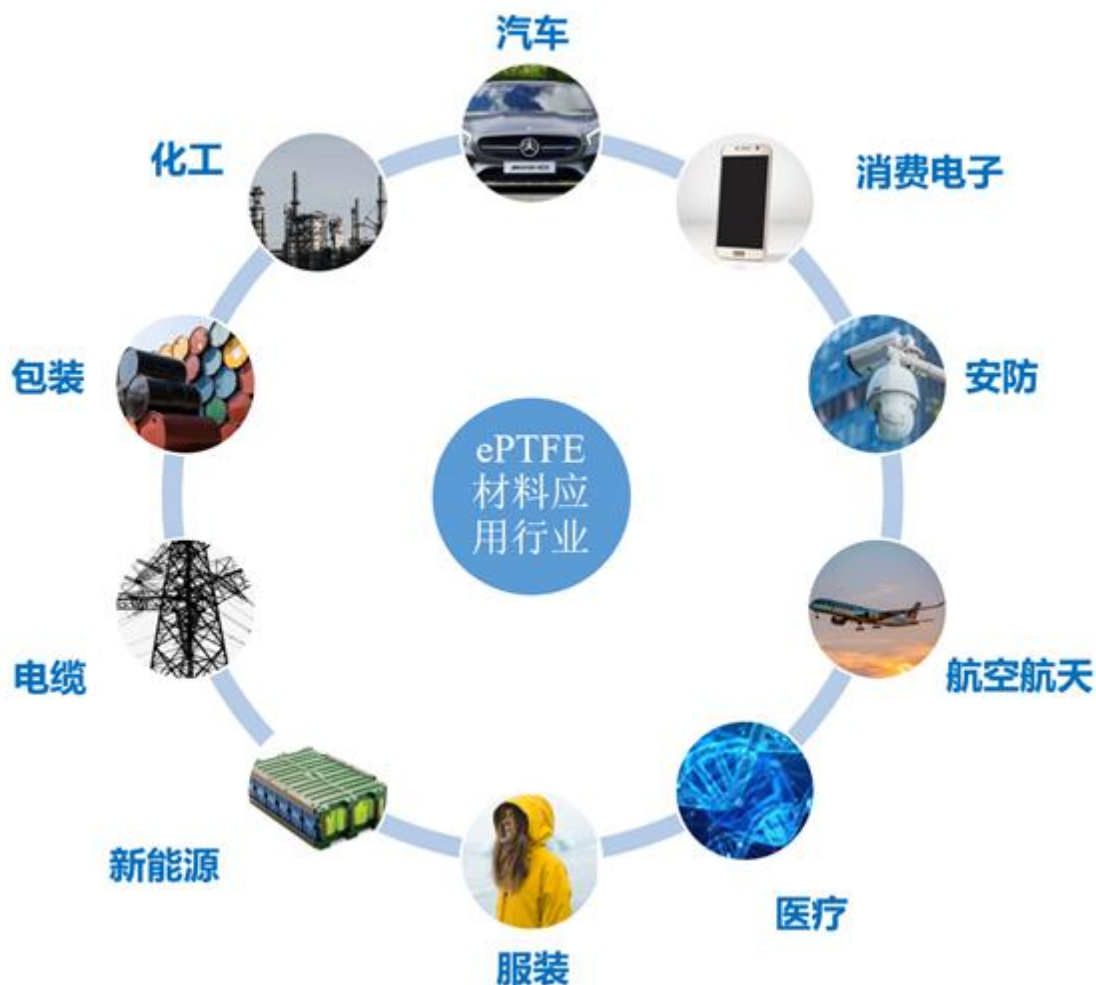 汽车
消费电子
安防
航空航天
医疗
服装
新能源
电缆
包装
化工
ePTFE
材料应
用行业